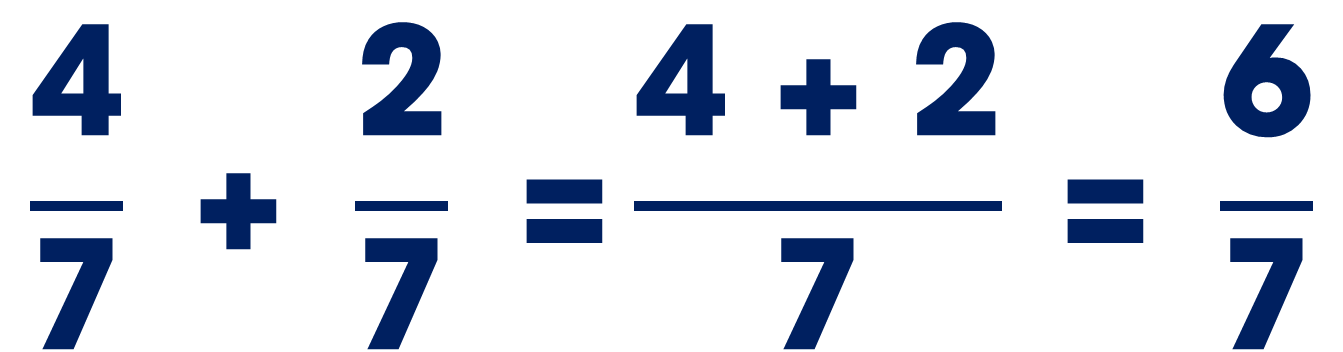 4/7 + 2/7 = (4 + 2)/7 = 6/7